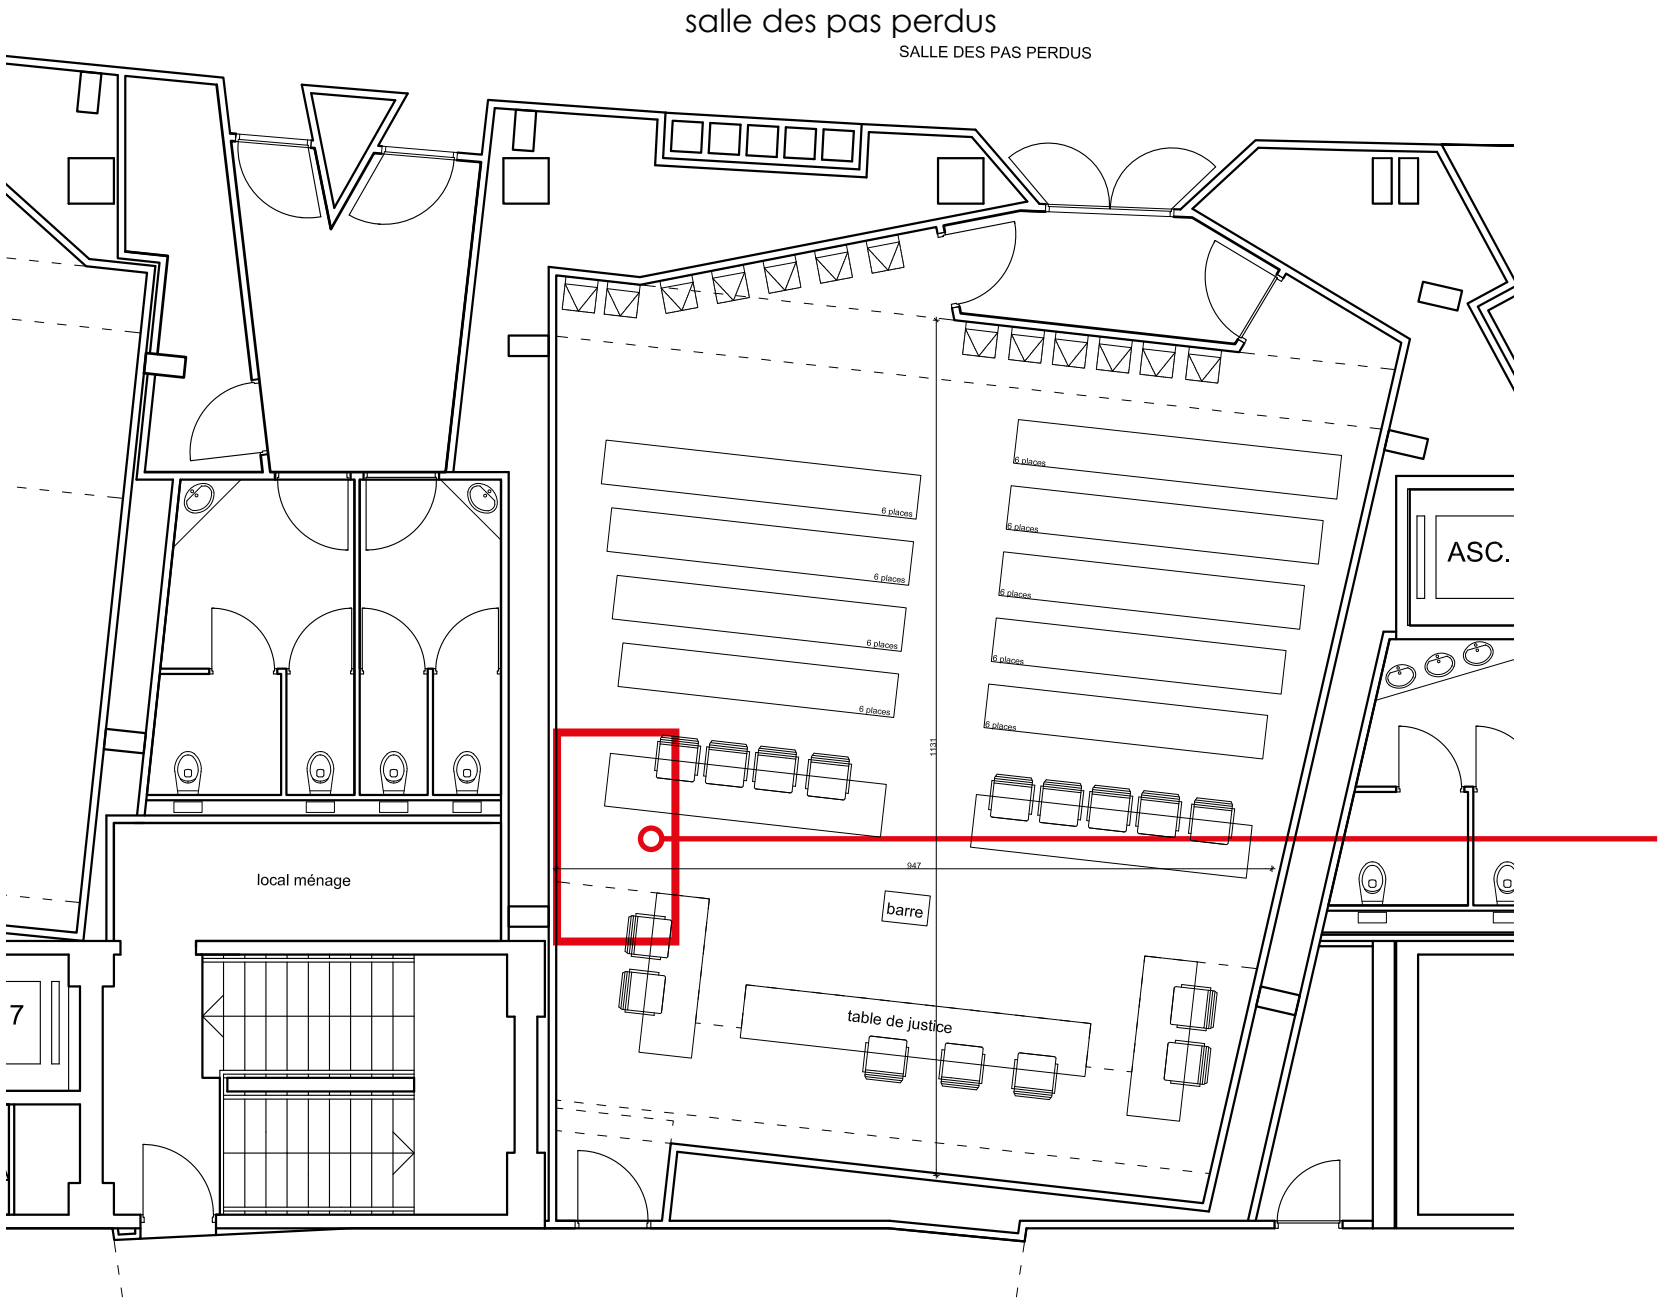 salle des pas perdus
SALLE DES PAS PERDUS
6 places
6 places
6 places
6 places
6 places
6 places
6 places
6 places
6 places
ASC.
1131
947
local ménage
barre
7
table de justice